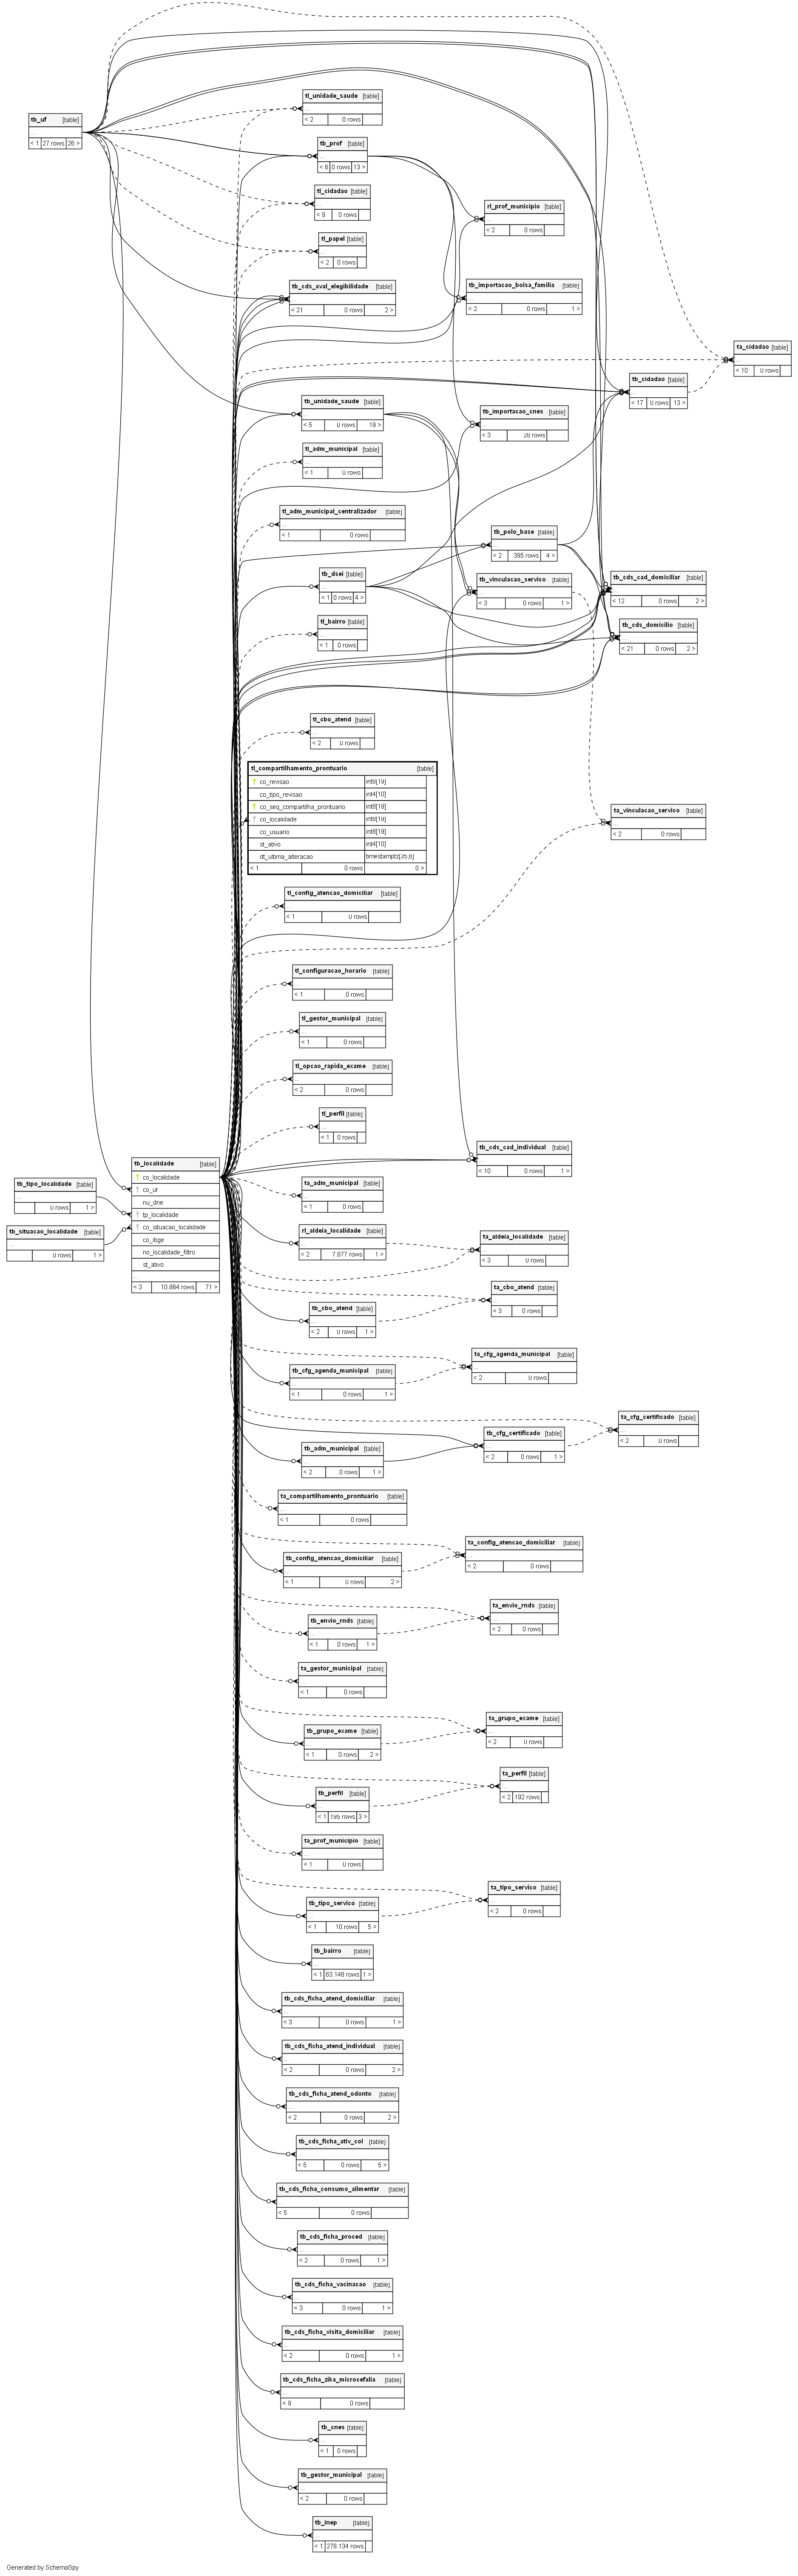 tl_unidade_saude [table]
...
< 2 0 rows
tb_uf [table]
...
< 1 27 rows 26 >
tb_prof [table]
...
< 6 0 rows 13 >
tl_cidadao [table]
...
< 9 0 rows
rl_prof_municipio [table]
...
< 2 0 rows
tl_papel [table]
...
< 2 0 rows
tb_cds_aval_elegibilidade [table]
...
< 21 0 rows 2 >
tb_importacao_bolsa_familia [table]
...
< 2 0 rows 1 >
ta_cidadao [table]
...
< 10 0 rows
tb_cidadao [table]
...
< 17 0 rows 13 >
tb_unidade_saude [table]
...
< 5 0 rows 19 >
tb_importacao_cnes [table]
...
< 3 28 rows
tl_adm_municipal [table]
...
< 1 0 rows
tl_adm_municipal_centralizador [table]
...
< 1 0 rows
tb_polo_base [table]
...
< 2 395 rows 4 >
tb_dsei [table]
...
< 1 0 rows 4 >
tb_vinculacao_servico [table]
...
< 3 0 rows 1 >
tb_cds_cad_domiciliar [table]
...
< 12 0 rows 2 >
tl_bairro [table]
...
< 1 0 rows
tb_cds_domicilio [table]
...
< 21 0 rows 2 >
tl_cbo_atend [table]
...
< 2 0 rows
tl_compartilhamento_prontuario [table]
co_revisao int8[19]
co_tipo_revisao int4[10]
co_seq_compartilha_prontuario int8[19]
co_localidade int8[19]
co_usuario int8[19]
st_ativo int4[10]
dt_ultima_alteracao timestamptz[35,6]
< 1 0 rows 0 >
ta_vinculacao_servico [table]
...
< 2 0 rows
tl_config_atencao_domiciliar [table]
...
< 1 0 rows
tl_configuracao_horario [table]
...
< 1 0 rows
tl_gestor_municipal [table]
...
< 1 0 rows
tl_opcao_rapida_exame [table]
...
< 2 0 rows
tl_perfil [table]
...
< 1 0 rows
tb_cds_cad_individual [table]
...
< 10 0 rows 1 >
tb_localidade [table]
co_localidade
co_uf
nu_dne
tp_localidade
co_situacao_localidade
co_ibge
no_localidade_filtro
st_ativo
...
< 3 10.864 rows 71 >
tb_tipo_localidade [table]
...
0 rows 1 >
tb_situacao_localidade [table]
...
0 rows 1 >
ta_adm_municipal [table]
...
< 1 0 rows
rl_aldeia_localidade [table]
...
< 2 7.877 rows 1 >
ta_aldeia_localidade [table]
...
< 3 0 rows
ta_cbo_atend [table]
...
< 3 0 rows
tb_cbo_atend [table]
...
< 2 0 rows 1 >
ta_cfg_agenda_municipal [table]
...
< 2 0 rows
tb_cfg_agenda_municipal [table]
...
< 1 0 rows 1 >
ta_cfg_certificado [table]
...
< 2 0 rows
tb_cfg_certificado [table]
...
< 2 0 rows 1 >
tb_adm_municipal [table]
...
< 2 0 rows 1 >
ta_compartilhamento_prontuario [table]
...
< 1 0 rows
ta_config_atencao_domiciliar [table]
...
< 2 0 rows
tb_config_atencao_domiciliar [table]
...
< 1 0 rows 2 >
ta_envio_rnds [table]
...
< 2 0 rows
tb_envio_rnds [table]
...
< 1 0 rows 1 >
ta_gestor_municipal [table]
...
< 1 0 rows
ta_grupo_exame [table]
...
< 2 0 rows
tb_grupo_exame [table]
...
< 1 0 rows 2 >
ta_perfil [table]
...
< 2 192 rows
tb_perfil [table]
...
< 1 195 rows 3 >
ta_prof_municipio [table]
...
< 1 0 rows
ta_tipo_servico [table]
...
< 2 0 rows
tb_tipo_servico [table]
...
< 1 10 rows 5 >
tb_bairro [table]
...
< 1 63.148 rows 1 >
tb_cds_ficha_atend_domiciliar [table]
...
< 3 0 rows 1 >
tb_cds_ficha_atend_individual [table]
...
< 2 0 rows 2 >
tb_cds_ficha_atend_odonto [table]
...
< 2 0 rows 2 >
tb_cds_ficha_ativ_col [table]
...
< 5 0 rows 5 >
tb_cds_ficha_consumo_alimentar [table]
...
< 5 0 rows
tb_cds_ficha_proced [table]
...
< 2 0 rows 1 >
tb_cds_ficha_vacinacao [table]
...
< 3 0 rows 1 >
tb_cds_ficha_visita_domiciliar [table]
...
< 2 0 rows 1 >
tb_cds_ficha_zika_microcefalia [table]
...
< 9 0 rows
tb_cnes [table]
...
< 1 0 rows
tb_gestor_municipal [table]
...
< 2 0 rows
tb_inep [table]
...
< 1 278.134 rows
Generated by SchemaSpy